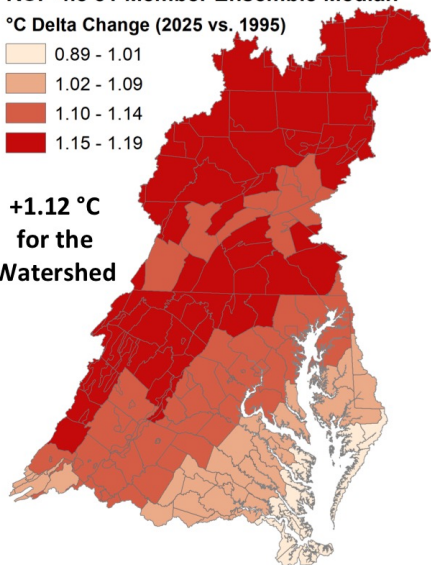 °C Delta Change (2025 vs. 1995)
0.89 - 1.01
1.02 - 1.09
1.10 - 1.14
1.15 - 1.19
+1.12 °C
for the
Watershed